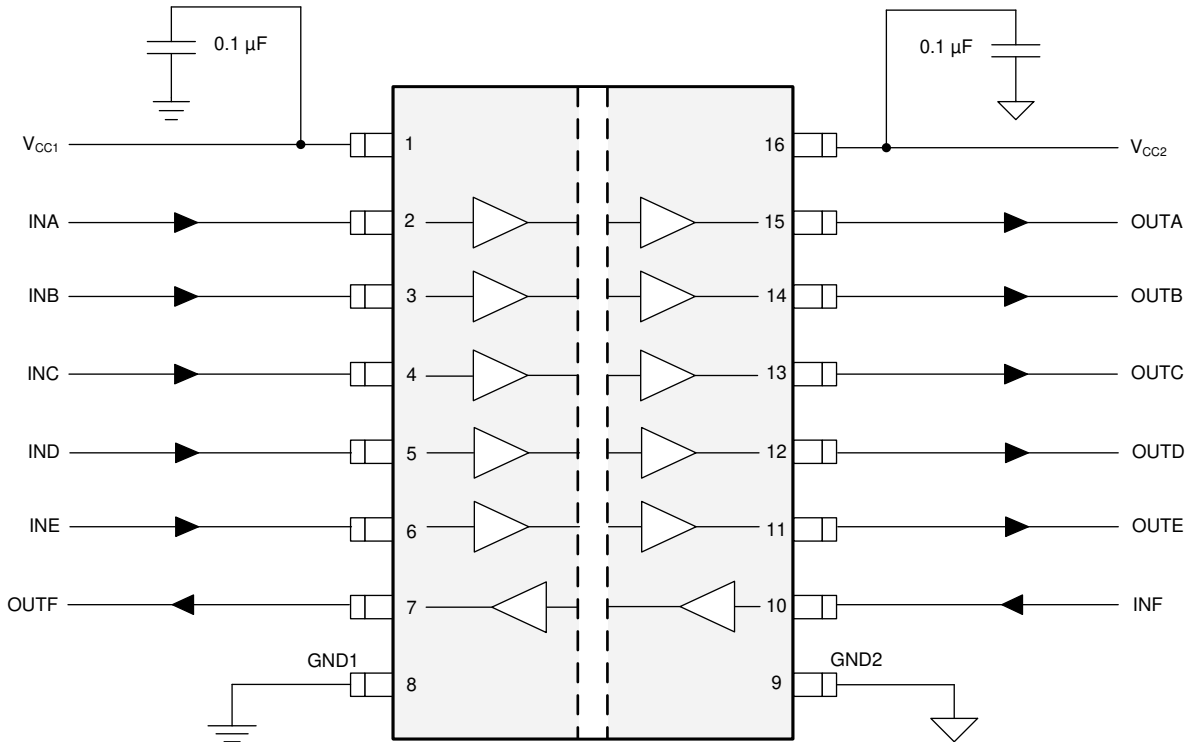 0.1 µF
0.1 µF
VCC1
1
16
VCC2
INA
2
15
OUTA
INB
3
14
OUTB
INC
4
13
OUTC
IND
5
12
OUTD
INE
6
11
OUTE
OUTF
7
10
INF
GND1
8
9
GND2